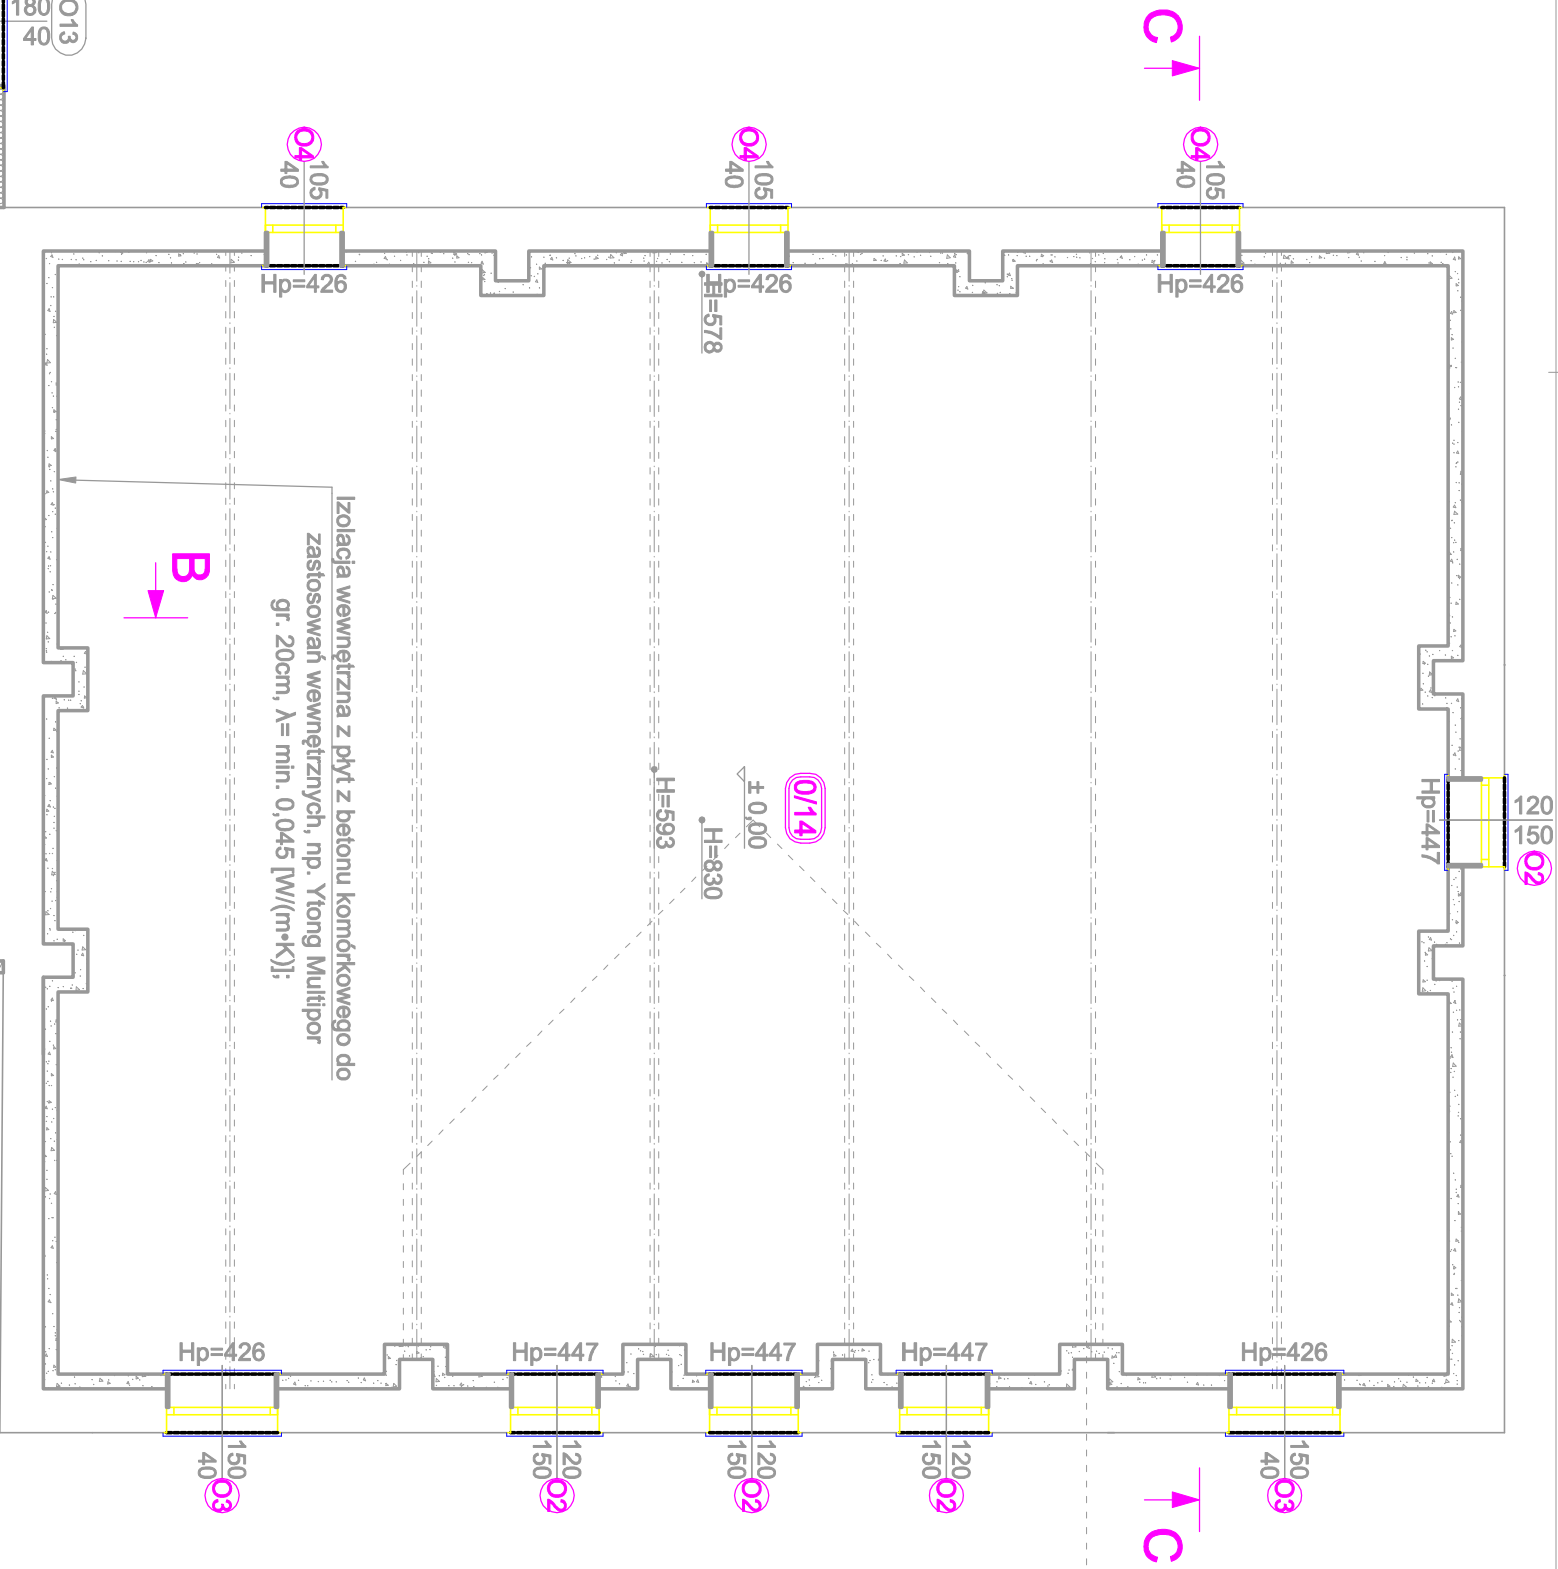 180
40
O13
C
O4
105
40
O4
105
40
O4
105
40
Hp=426
Hp=426
Hp=426
H=578
Izolacja wewnętrzna z płyt z betonu komórkowego do
zastosowań wewnętrznych, np. Ytong Multipor
gr. 20cm, λ= min. 0,045 [W/(m•K)];
B
0/14
± 0,00
H=593
H=830
Hp=447
120
150
O2
Hp=426
Hp=447
Hp=447
Hp=447
Hp=426
150
40
O3
120
150
O2
120
150
O2
120
150
O2
150
40
O3
C